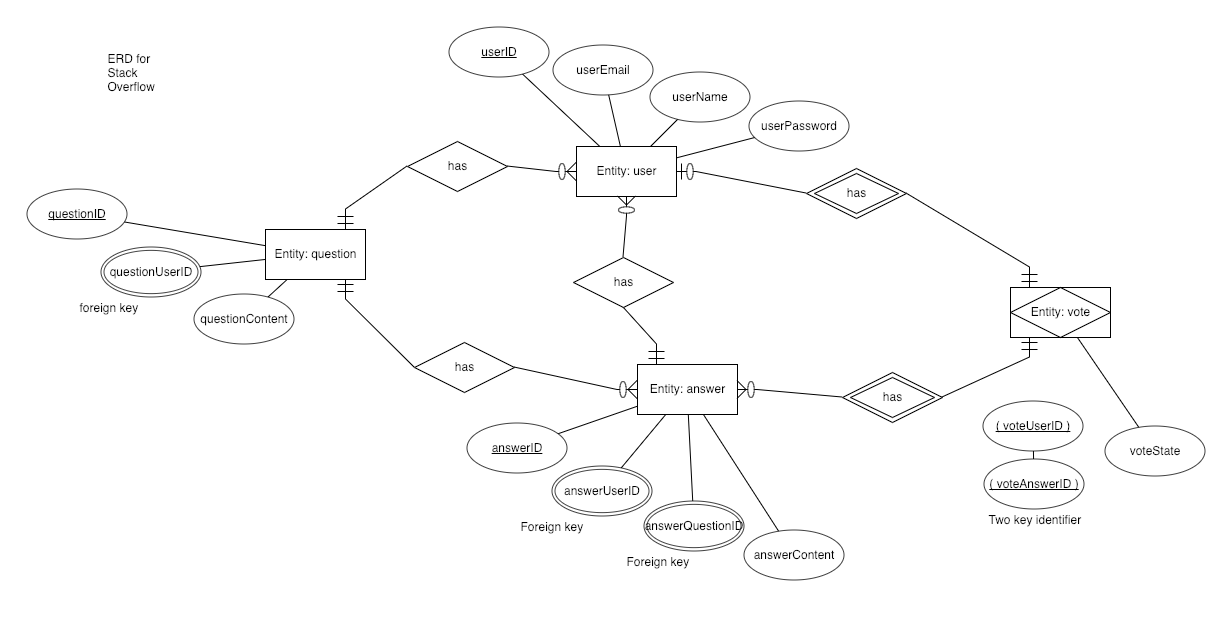 ERD for
Stack
Overflow
userID
userEmail
userName
userPassword
has
Entity: user
has
questionID
Entity: question
questionUserID
foreign key
questionContent
has
Entity: vote
has
Entity: answer
has
answerID
answerUserID
Foreign key
answerQuestionID
Foreign key
answerContent
( voteUserID )
( voteAnswerID )
Two key identifier
voteState